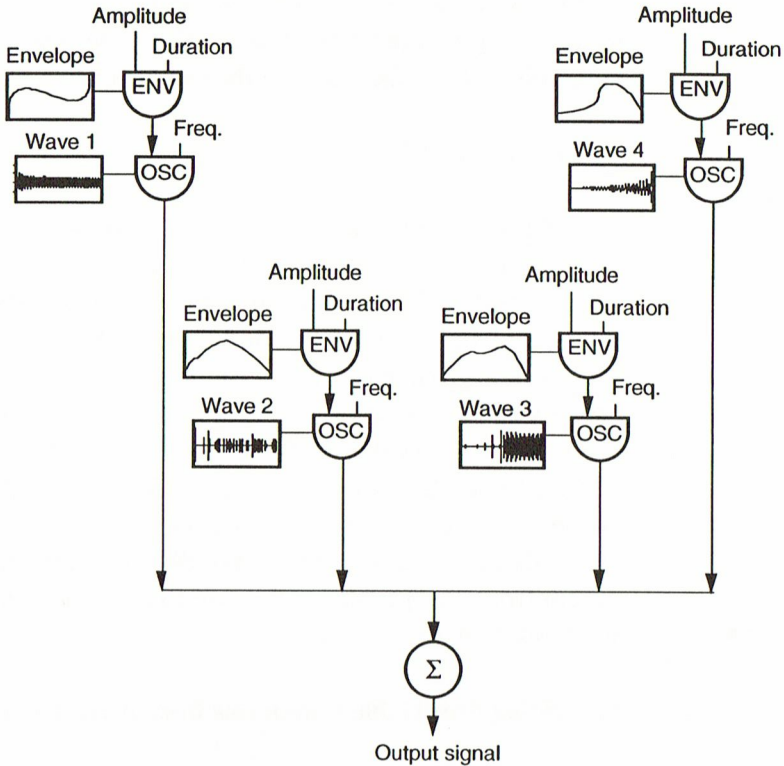 Amplitude
Duration
Envelope
ENV
Freq.
Wave 1
OSC
Amplitude
Duration
Envelope
ENV
Freq.
Wave 4
OSC
Amplitude
Duration
Envelope
ENV
Freq.
Wave 2
OSC
Amplitude
Duration
Envelope
ENV
Freq.
Wave 3
OSC
Σ
Output signal